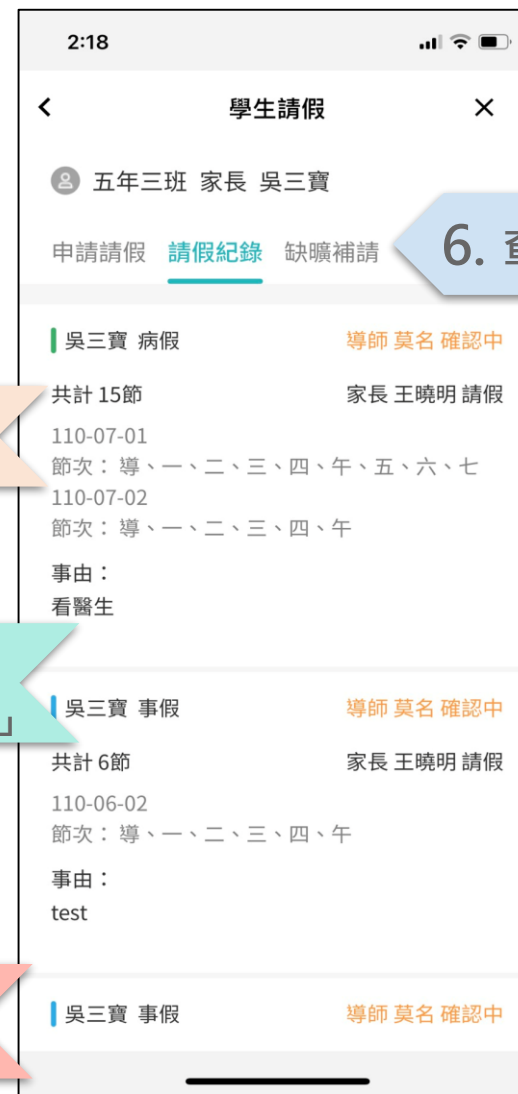 2:18
學生請假
五年三班 家長 吳三寶
申請請假 請假紀錄 缺曠補請
6. 查
吳三寶 病假 導師 莫名 確認中
共計 15節 家長 王曉明 請假
110-07-01
節次：導、一、二、三、四、午、五、六、七
110-07-02
節次：導、一、二、三、四、午
事由：
看醫生
吳三寶 事假 導師 莫名 確認中
」
共計 6節 家長 王曉明 請假
110-06-02
節次：導、一、二、三、四、午
事由：
test
吳三寶 事假 導師 莫名 確認中